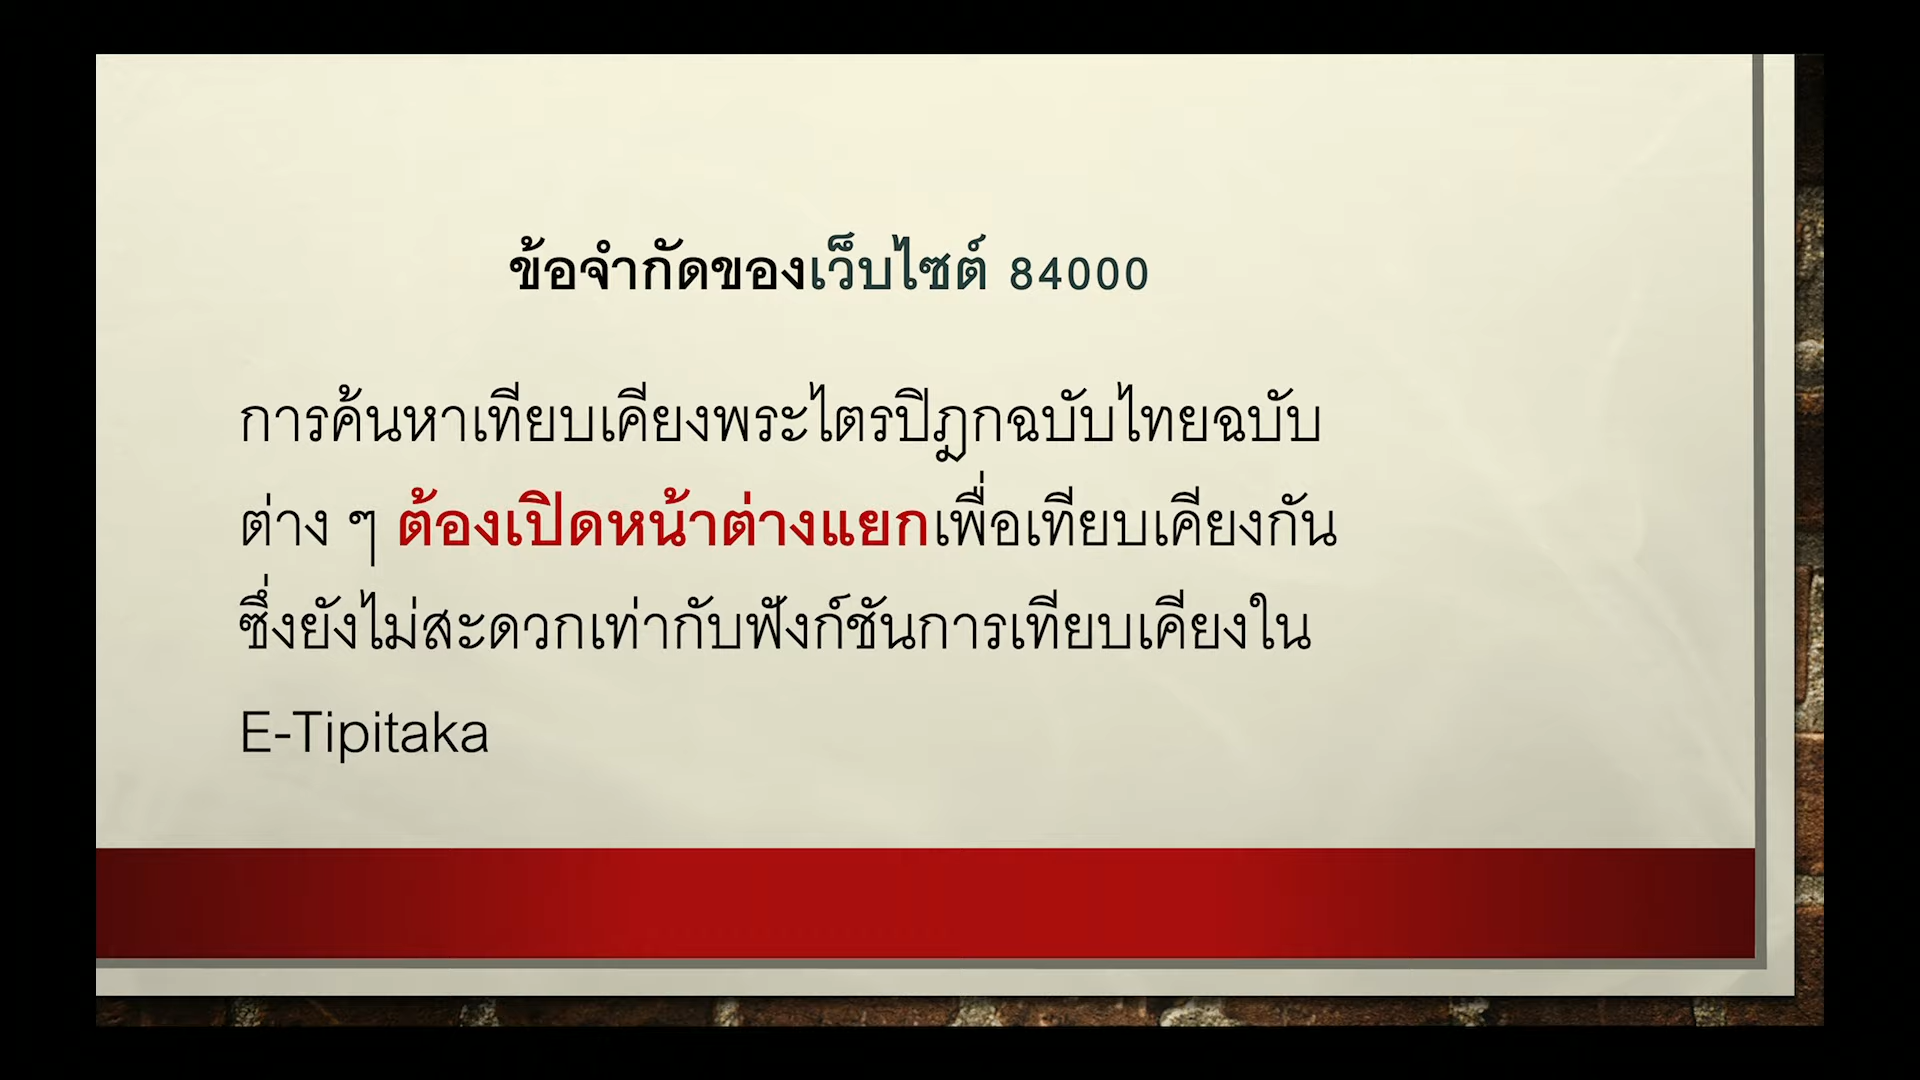 ข้อจำกัดของเว็บไซต์ 84000
การค้นหาเทียบเคียงพระไตรปิฎกฉบับไทยฉบับ
ต่าง ๆ ต้องเปิดหน้าต่างแยกเพื่อเทียบเคียงกัน
ซึ่งยังไม่สะดวกเท่ากับฟังก์ชันการเทียบเคียงใน
E-Tipitaka